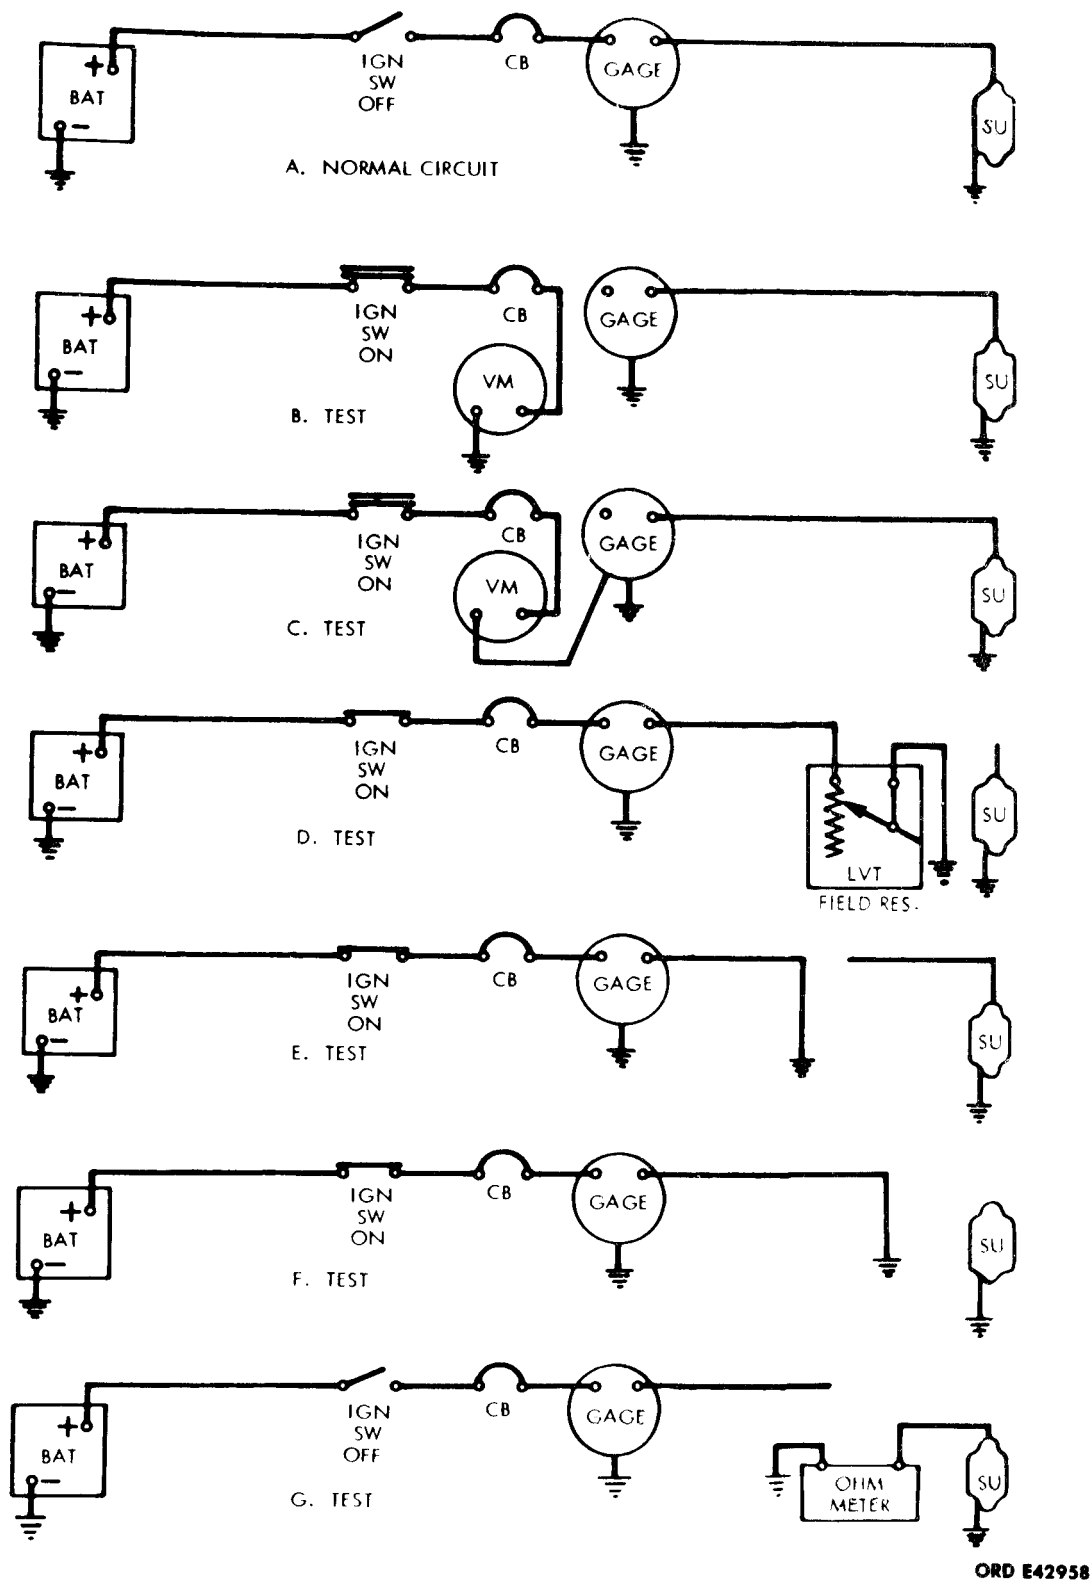 +
BAT
-
IGN
SW
OFF
CB
GAGE
SU
A. NORMAL CIRCUIT
+
BAT
-
IGN
SW
ON
CB
VM
GAGE
SU
B. TEST
+
BAT
-
IGN
SW
ON
CB
VM
GAGE
SU
C. TEST
+
BAT
-
IGN
SW
ON
CB
GAGE
LVT
FIELD RES.
SU
D. TEST
+
BAT
-
IGN
SW
ON
CB
GAGE
SU
E. TEST
+
BAT
-
IGN
SW
ON
CB
GAGE
SU
F. TEST
+
BAT
-
IGN
SW
OFF
CB
GAGE
OHM
METER
SU
G. TEST
ORD E42958